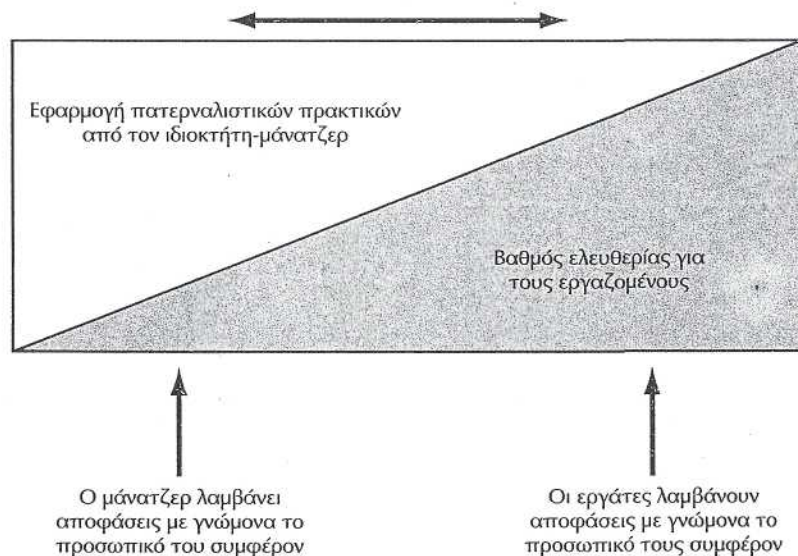 Εφαρμογή πατερναλιστικών πρακτικών
από τον ιδιοκτήτη-μάνατζερ
Βαθμός ελευθερίας για
τους εργαζομένους
Ο μάνατζερ λαμβάνει
αποφάσεις με γνώμονα το
προσωπικό του συμφέρον
Οι εργάτες λαμβάνουν
αποφάσεις με γνώμονα το
προσωπικό τους συμφέρον